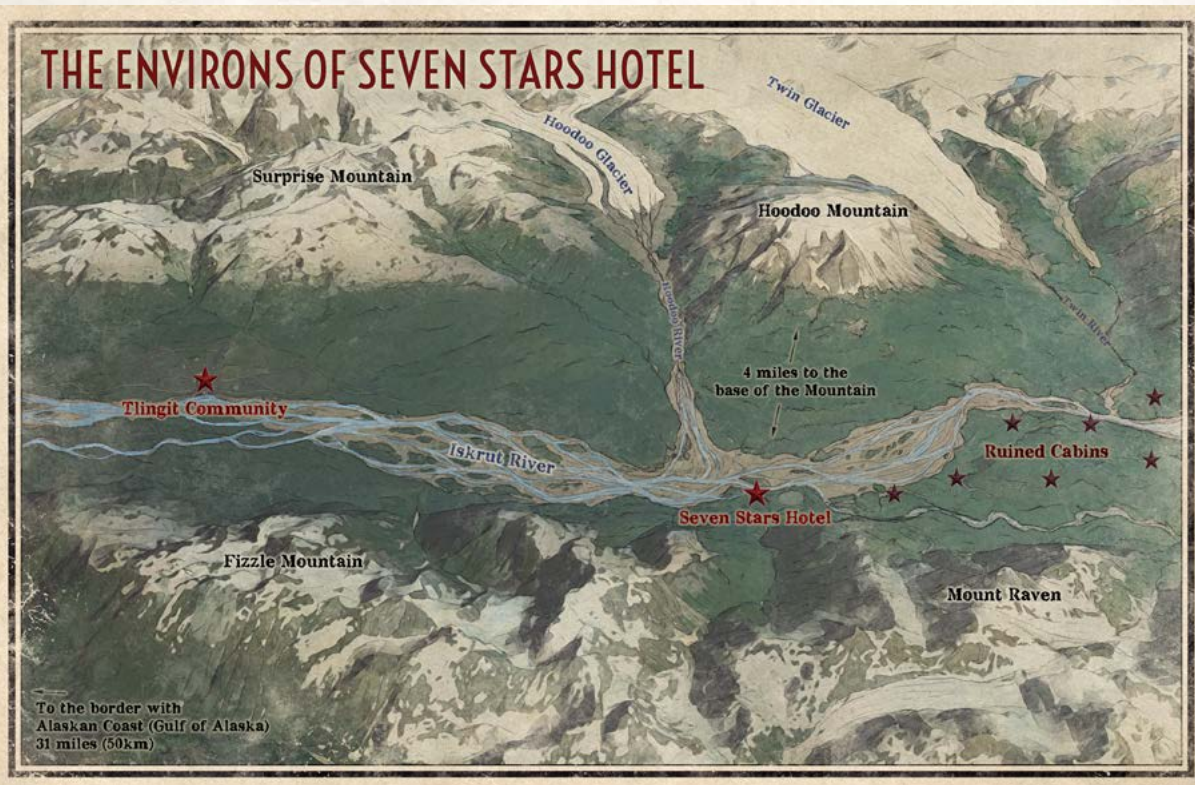 THE ENVIRONS OF SEVEN STARS HOTEL
Twin Glacier
Hoodoo Glacier
Surprise Mountain
Hoodoo Mountain
Hoodoo River
Twin River
4 miles to the
base of the Mountain
Tlingit Community
Iskrut River
Ruined Cabins
Seven Stars Hotel
Fizzle Mountain
Mount Raven
To the border with
Alaskan Coast (Gulf of Alaska)
31 miles (50km)